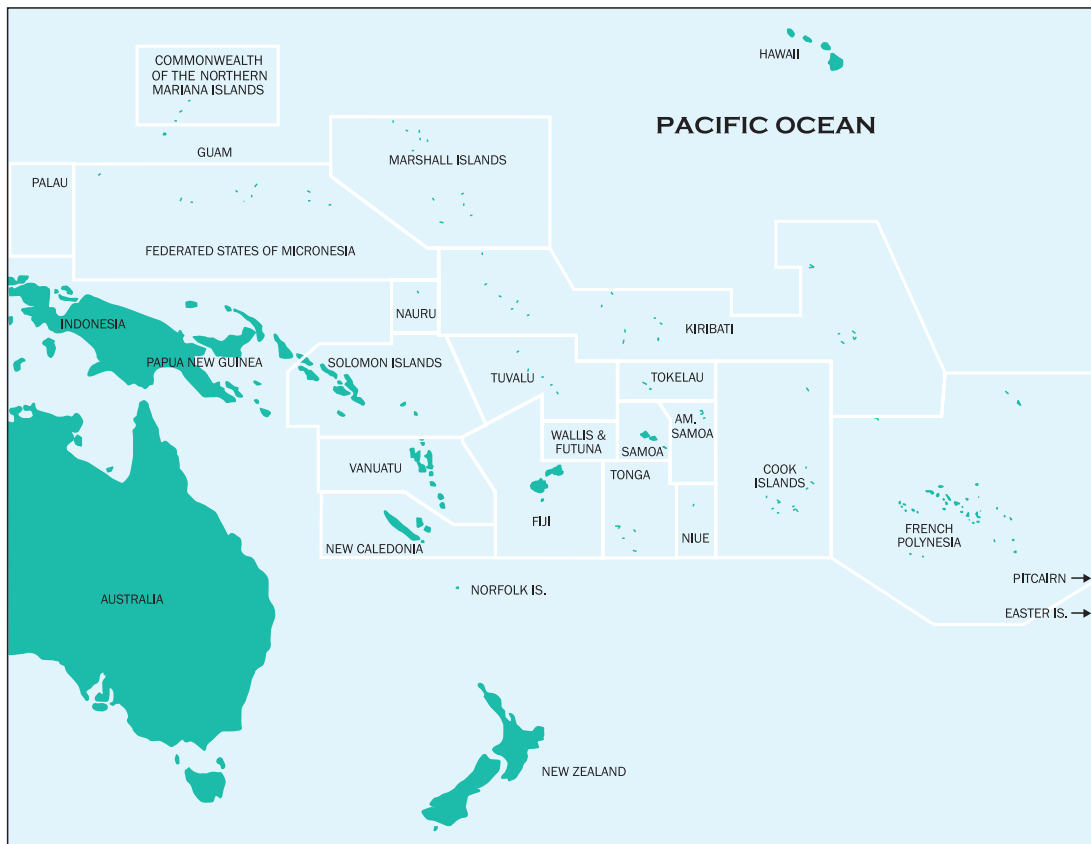 HAWAII
COMMONWEALTH
OF THE NORTHERN
MARIANA ISLANDS
PACIFIC OCEAN
GUAM
MARSHALL ISLANDS
PALAU
FEDERATED STATES OF MICRONESIA
NAURU
INDONESIA
KIRIBATI
PAPUA NEW GUINEA
SOLOMON ISLANDS
TUVALU
TOKELAU
AM.
SAMOA
WALLIS &
FUTUNA
SAMOA
VANUATU
TONGA
COOK
ISLANDS
FIJI
NEW CALEDONIA
NIUE
FRENCH
POLYNESIA
PITCAIRN
NORFOLK IS.
AUSTRALIA
EASTER IS.
NEW ZEALAND